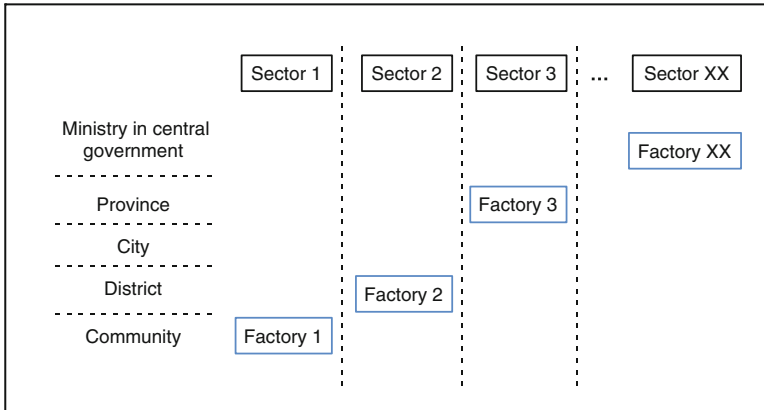 Sector 1 Sector 2 Sector 3 ... Sector XX
Ministry in central
government
Factory XX
Province
Factory 3
City
District
Factory 2
Community
Factory 1